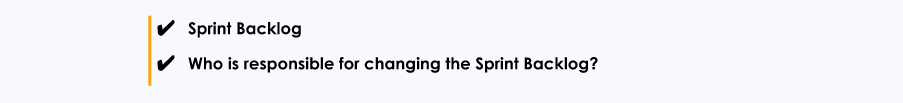 ✔ Sprint Backlog
✔ Who is responsible for changing the Sprint Backlog?